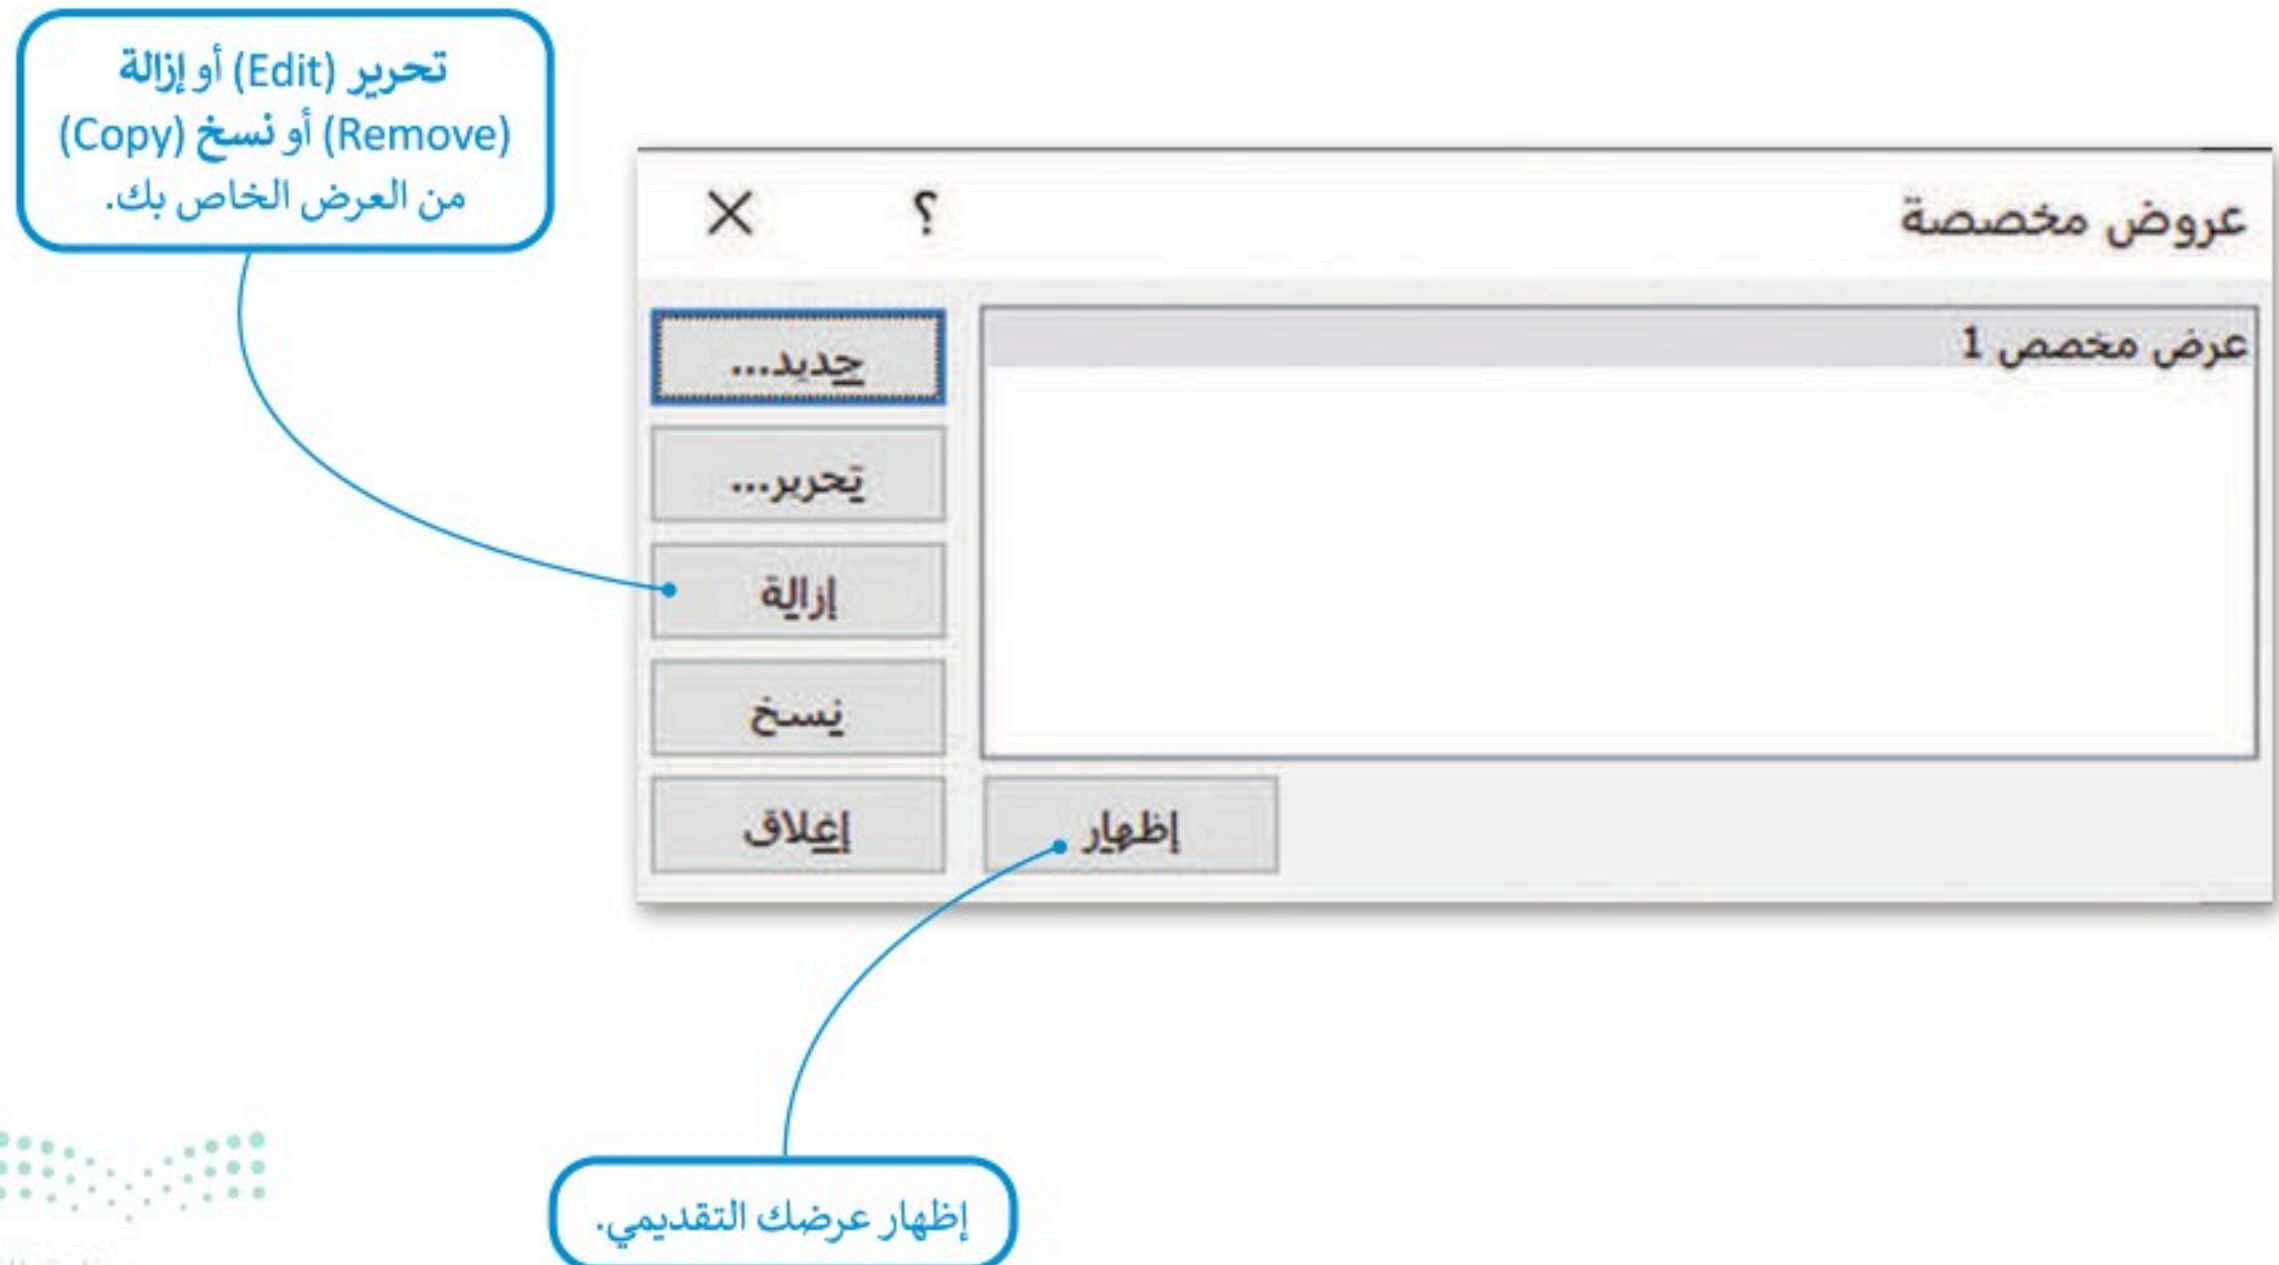 تحرير (Edit) أو إزالة
(Remove) أو نسخ (Copy)
من العرض الخاص بك.
عروض مخصصة
؟
عرض مخصص 1
جديد...
تحرير...
إزالة
نسخ
إغلاق
إظهار
إظهار عرضك التقديمي.